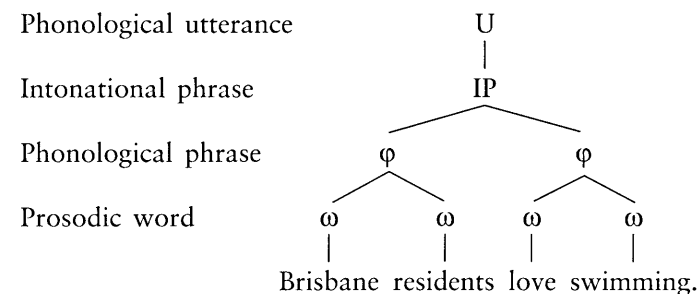 Phonological utterance U
Intonational phrase IP
Phonological phrase φ φ
Prosodic word ω ω ω ω
Brisbane residents love swimming.